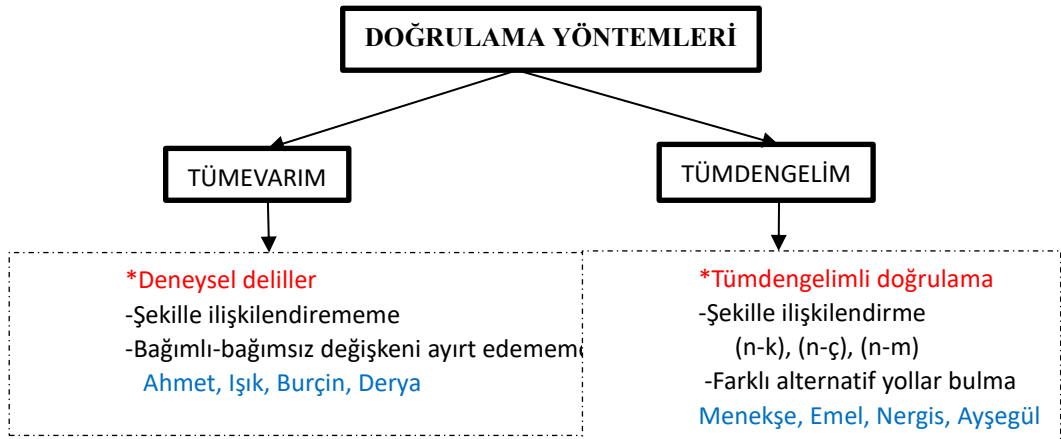 DOĞRULAMA YÖNTEMLERİ
TÜMEVARIM
TÜMDENGELİM
*Deneysel deliller
-Şekille ilişkilendirememe
-Bağımlı-bağımsız değişkeni ayırt edememe
Ahmet, Işık, Burçin, Derya
*Tümdengelimli doğrulama
-Şekille ilişkilendirme
(n-k), (n-ç), (n-m)
-Farklı alternatif yollar bulma
Menekşe, Emel, Nergis, Ayşegül